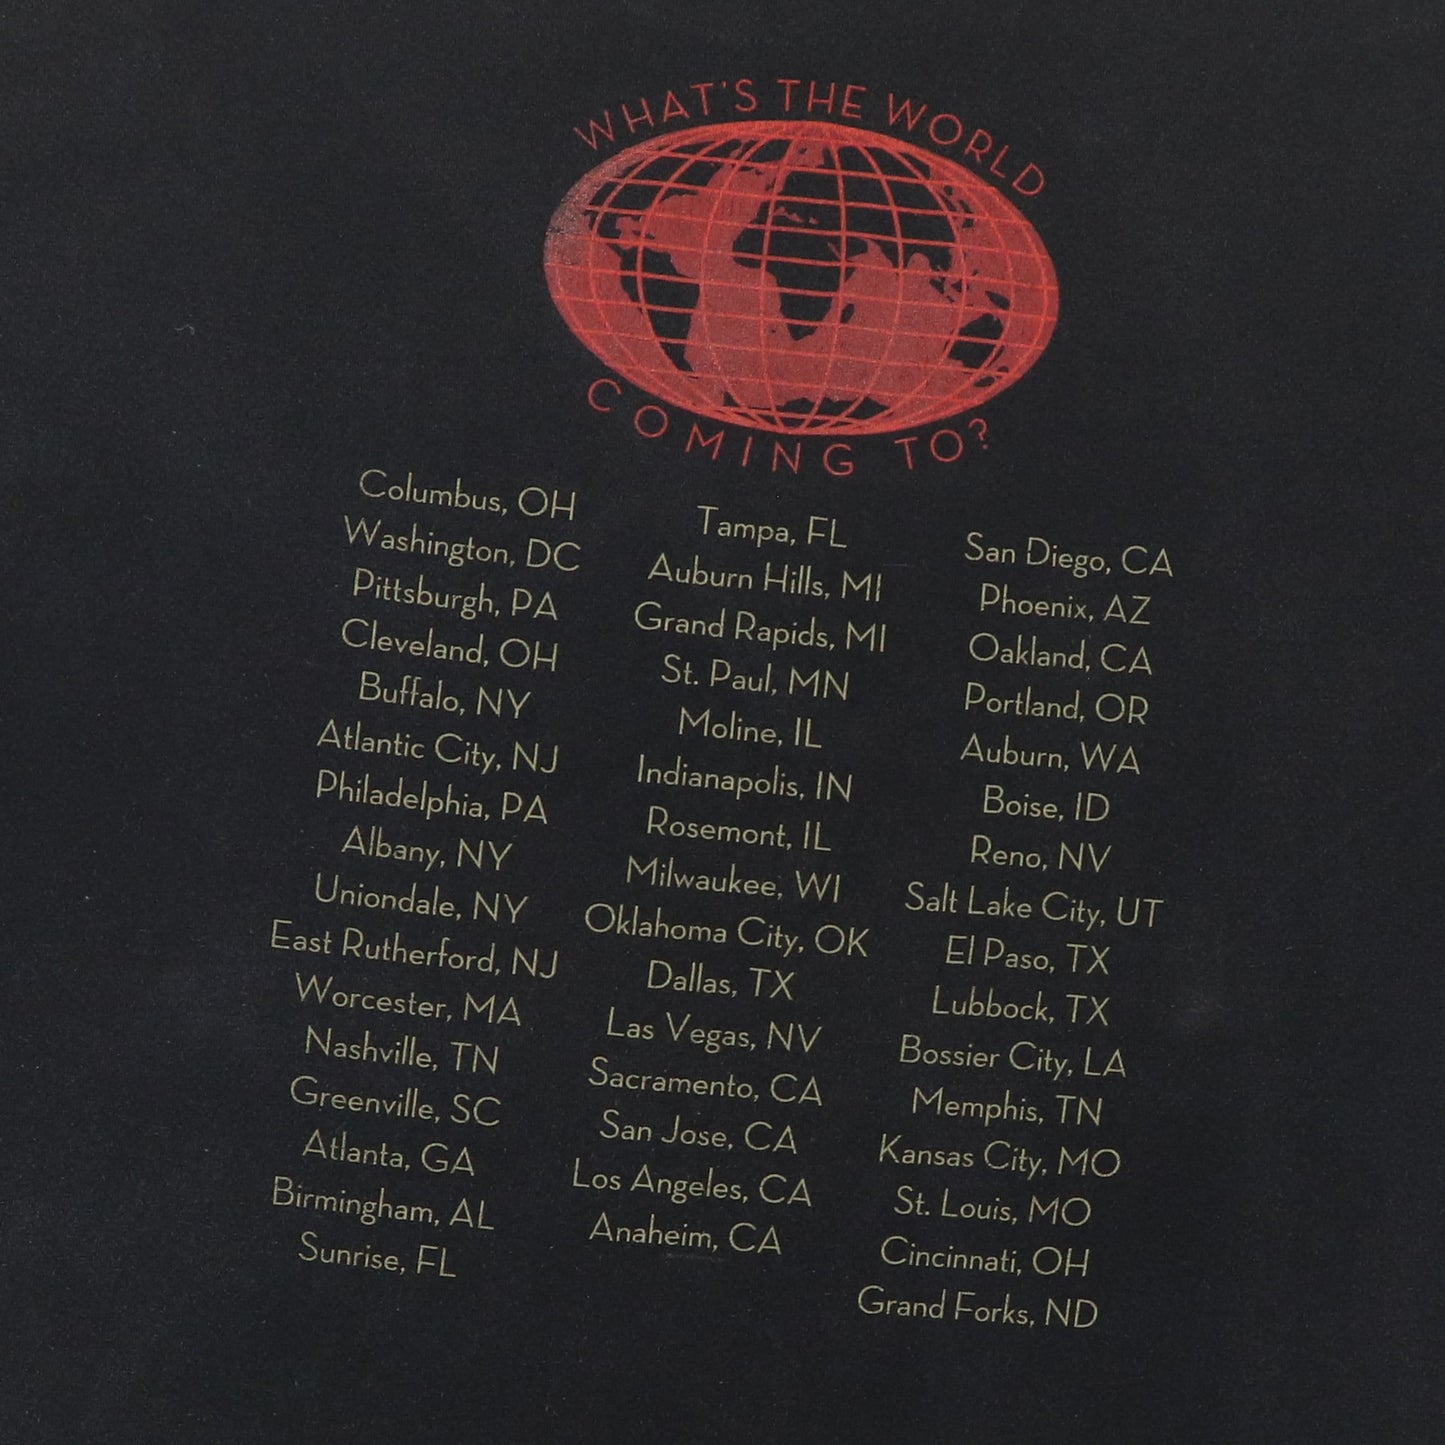 WHAT'S THE WORLD
COMING TO?
Columbus, OH
Washington, DC
Pittsburgh, PA
Cleveland, OH
Buffalo, NY
Atlantic City, NJ
Philadelphia, PA
Albany, NY
Uniondale, NY
East Rutherford, NJ
Worcester, MA
Nashville, TN
Greenville, SC
Atlanta, GA
Birmingham, AL
Sunrise, FL
Tampa, FL
Auburn Hills, MI
Grand Rapids, MI
St. Paul, MN
Moline, IL
Indianapolis, IN
Rosemont, IL
Milwaukee, WI
Oklahoma City, OK
Dallas, TX
Las Vegas, NV
Sacramento, CA
San Jose, CA
Los Angeles, CA
Anaheim, CA
San Diego, CA
Phoenix, AZ
Oakland, CA
Portland, OR
Auburn, WA
Boise, ID
Reno, NV
Salt Lake City, UT
El Paso, TX
Lubbock, TX
Bossier City, LA
Memphis, TN
Kansas City, MO
St. Louis, MO
Cincinnati, OH
Grand Forks, ND